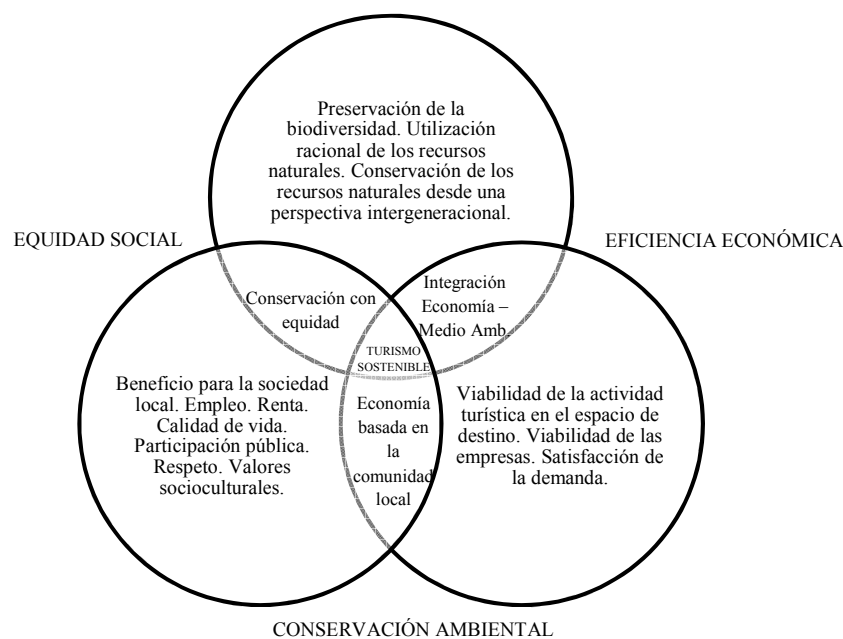 Preservación de la
biodiversidad. Utilización
racional de los recursos
naturales. Conservación de los
recursos naturales desde una
perspectiva intergeneracional.
EQUIDAD SOCIAL
EFICIENCIA ECONÓMICA
Conservación con
equidad
Integración
Economía –
Medio Amb.
TURISMO
SOSTENIBLE
Beneficio para la sociedad
local. Empleo. Renta.
Calidad de vida.
Participación pública.
Respeto. Valores
socioculturales.
Economía
basada en
la
comunidad
local
Viabilidad de la actividad
turística en el espacio de
destino. Viabilidad de las
empresas. Satisfacción de
la demanda.
CONSERVACIÓN AMBIENTAL